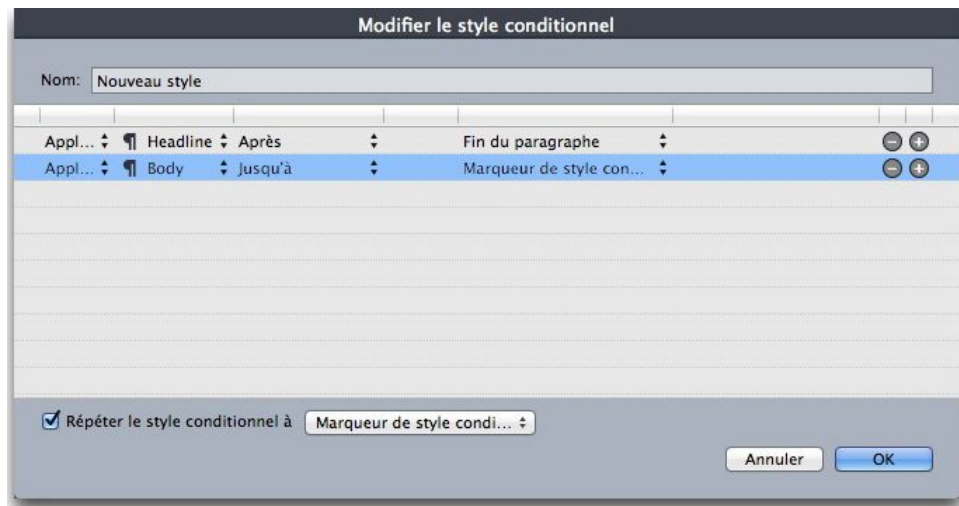 Modifier le style conditionnel
Nom: Nouveau style
Appl... ¶ Headline Après Fin du paragraphe
Appl... ¶ Body Jusqu'à Marqueur de style con...
Répéter le style conditionnel à Marqueur de style condi...
Annuler OK